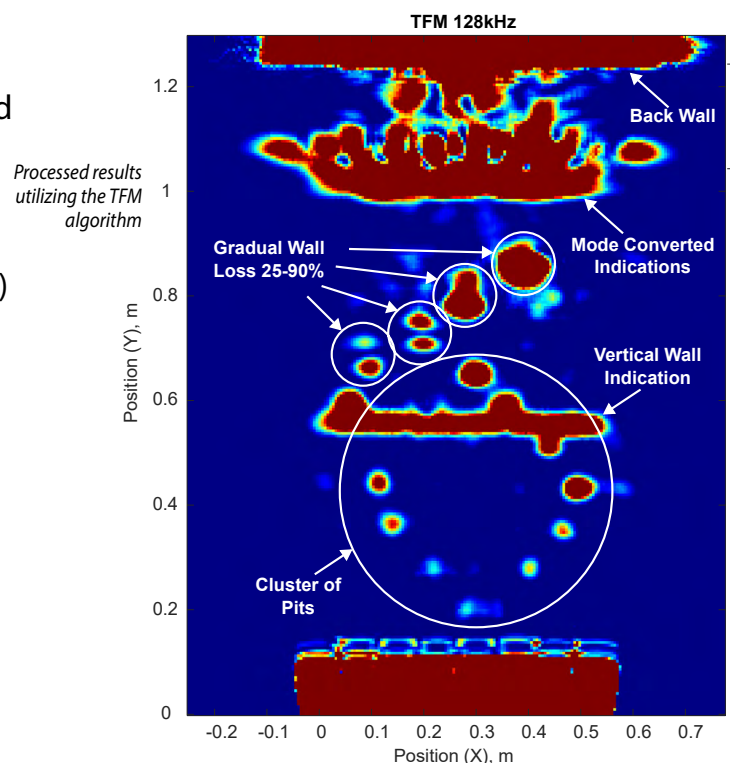 TFM 128kHz
d
Processed results
utilizing the TFM
algorithm
)
Back Wall
Mode Converted
Indications
Gradual Wall
Loss 25-90%
Vertical Wall
Indication
Cluster of
Pits
Position (Y), m
1.2
1
0.8
0.6
0.4
0.2
0
-0.2 -0.1 0 0.1 0.2 0.3 0.4 0.5 0.6 0.7
Position (X), m